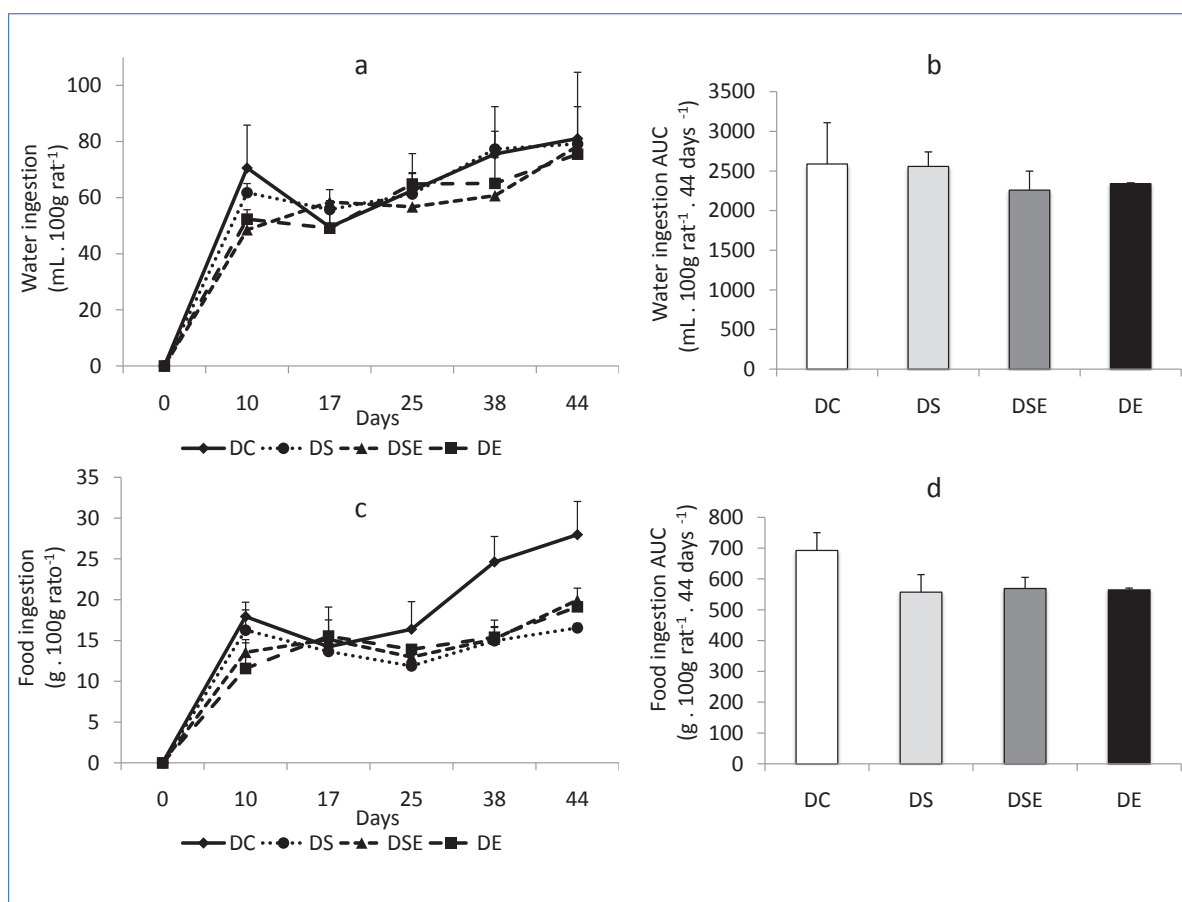 a
Water ingestion
(mL . 100g rat-1)
100
80
60
40
20
0
0 10 17 25 38 44
Days
DC DS DSE DE
b
Water ingestion AUC
(mL . 100g rat-1 . 44 days -1)
3500
3000
2500
2000
1500
1000
500
0
DC DS DSE DE
c
Food ingestion
(g . 100g rato-1)
35
30
25
20
15
10
5
0
0 10 17 25 38 44
Days
DC DS DSE DE
d
Food ingestion AUC
(g . 100g rat-1 . 44 days -1)
800
700
600
500
400
300
200
100
0
DC DS DSE DE